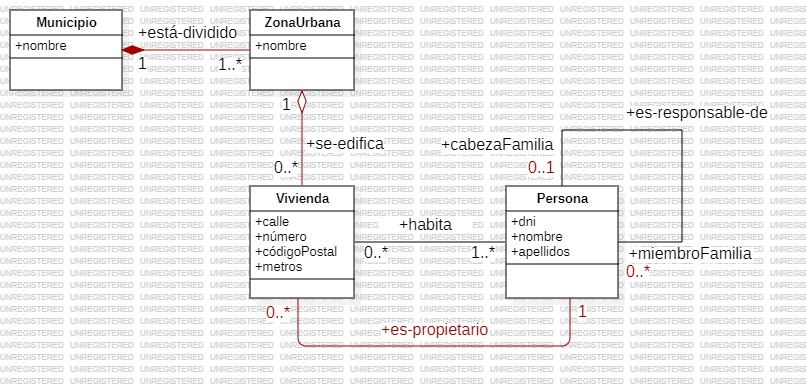 Municipio
+nombre
+está-dividido
1
1..*
ZonaUrbana
+nombre
1
+se-edifica
0..*
+es-responsable-de
+cabezaFamilia
0..1
Vivienda
+calle
+número
+códigoPostal
+metros
+habita
0..*
1..*
Persona
+dni
+nombre
+apellidos
+miembroFamilia
0..*
0..*
+es-propietario
1
UNREGISTERED